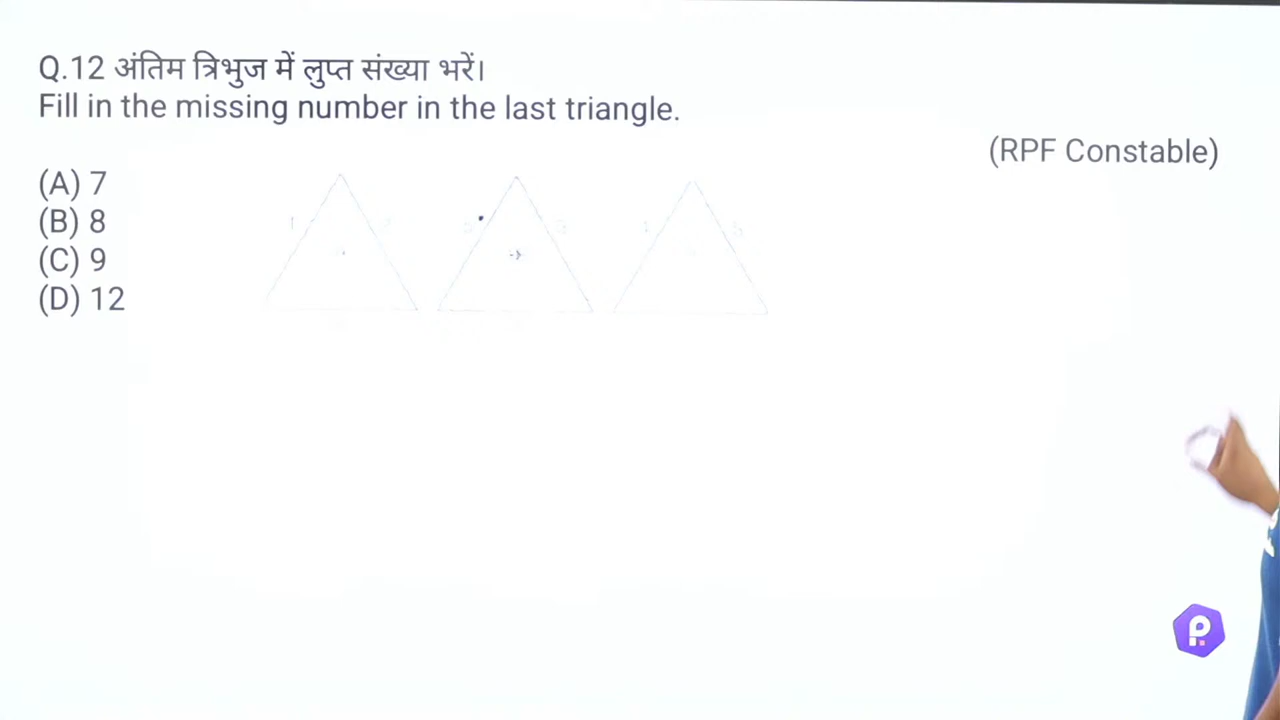 Q.12 अंतिम त्रिभुज में लुप्त संख्या भरें।
Fill in the missing number in the last triangle.
(RPF Constable)
(A) 7
(B) 8
(C) 9
(D) 12